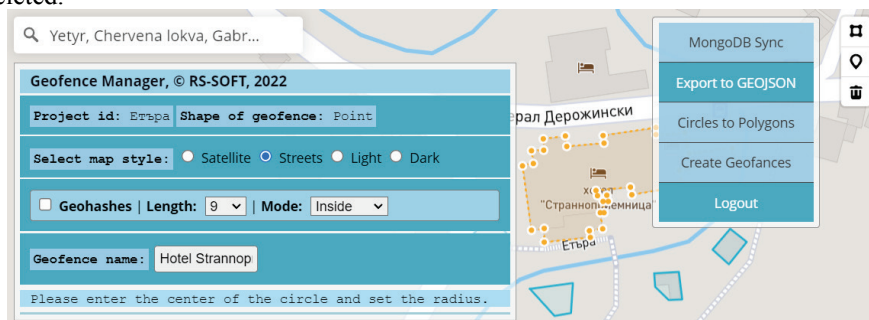 eleted.
Yetyr, Chervena lokva, Gabr...
Geofence Manager, © RS-SOFT, 2022
Project id: Етъра Shape of geofence: Point
Select map style: Satellite Streets Light Dark
Geohashes | Length: 9 | Mode: Inside
Geofence name: Hotel Strannop
Please enter the center of the circle and set the radius.
MongoDB Sync
Export to GEOJSON
Circles to Polygons
Create Geofances
Logout
рал Дерожински
"Странноприемница"
Етъра